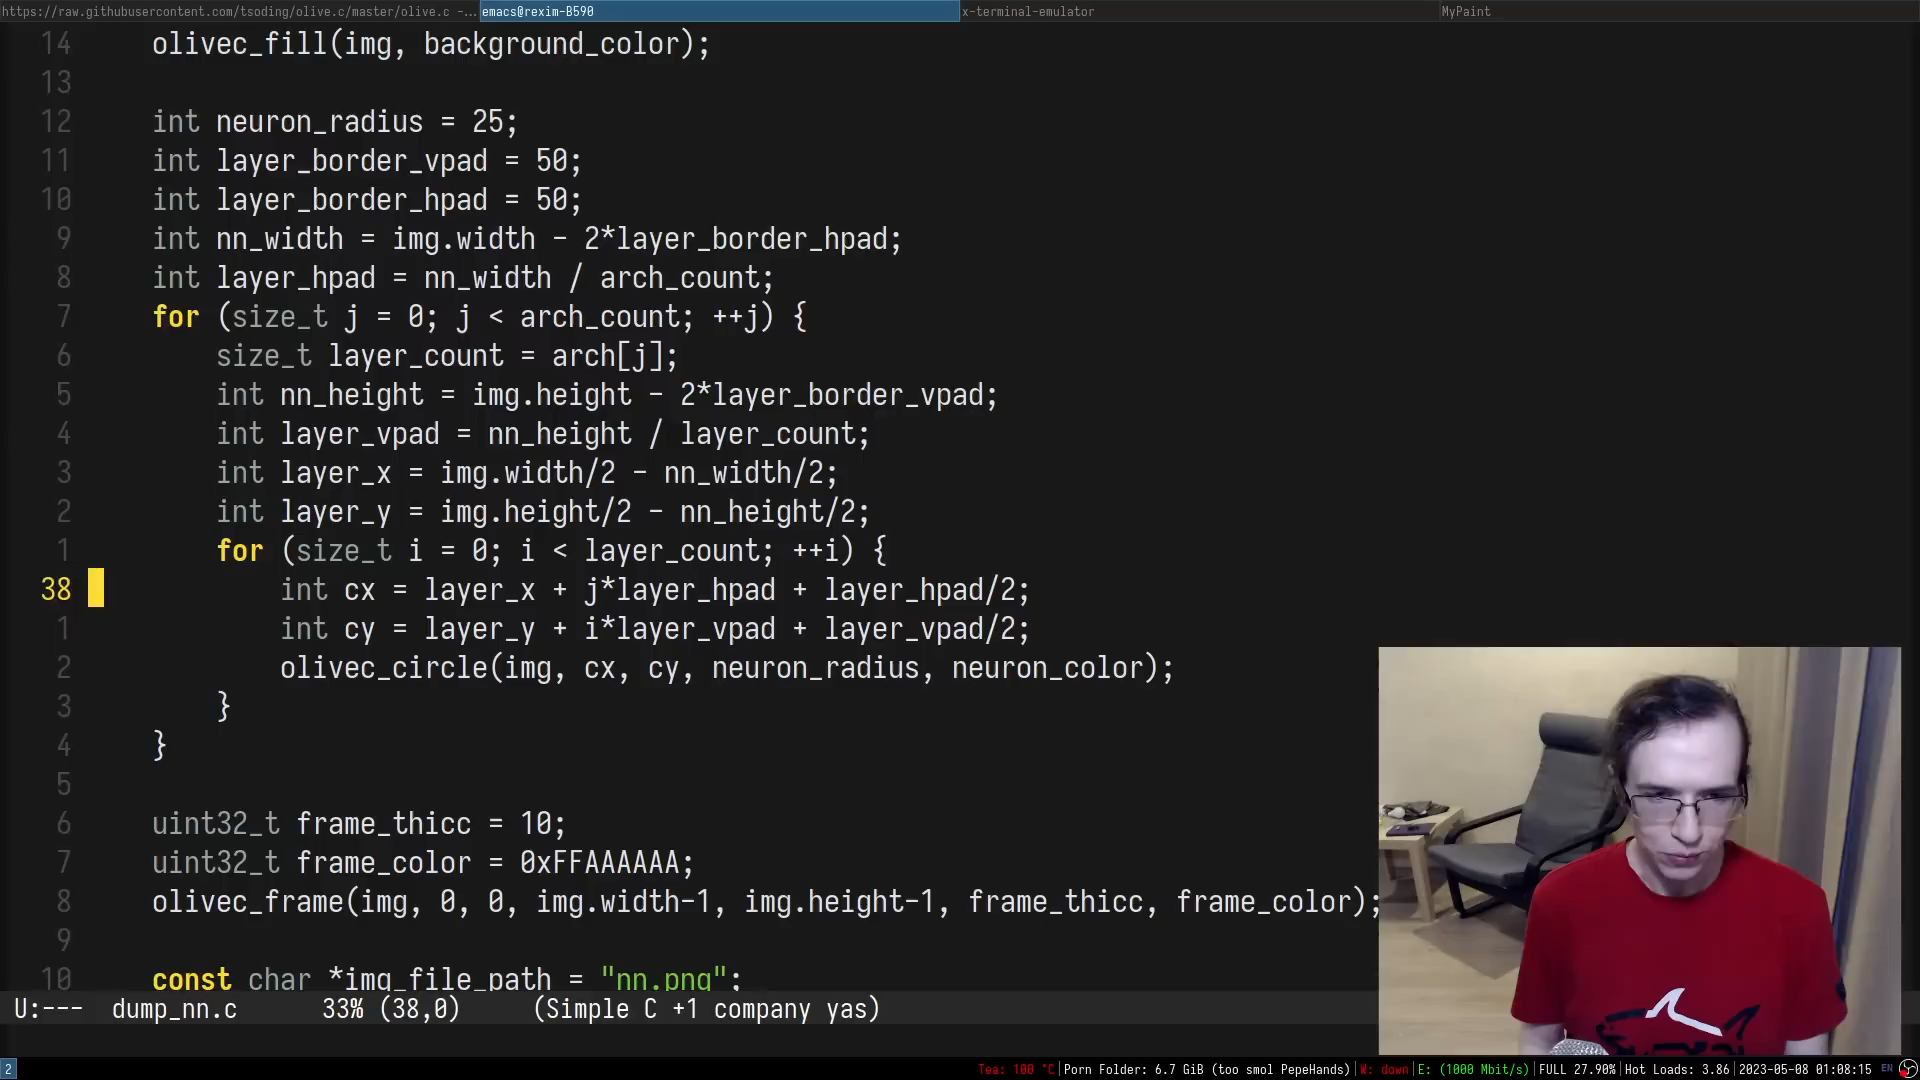 https://raw.githubusercontent.com/tsoding/olive.c/master/olive.c -... emacs@rexim-B590 x-terminal-emulator MyPaint
14 olivec_fill(img, background_color);
13
12 int neuron_radius = 25;
11 int layer_border_vpad = 50;
10 int layer_border_hpad = 50;
9 int nn_width = img.width - 2*layer_border_hpad;
8 int layer_hpad = nn_width / arch_count;
7 for (size_t j = 0; j < arch_count; ++j) {
6 size_t layer_count = arch[j];
5 int nn_height = img.height - 2*layer_border_vpad;
4 int layer_vpad = nn_height / layer_count;
3 int layer_x = img.width/2 - nn_width/2;
2 int layer_y = img.height/2 - nn_height/2;
1 for (size_t i = 0; i < layer_count; ++i) {
38 int cx = layer_x + j*layer_hpad + layer_hpad/2;
1 int cy = layer_y + i*layer_vpad + layer_vpad/2;
2 olivec_circle(img, cx, cy, neuron_radius, neuron_color);
3 }
4 }
5
6 uint32_t frame_thicc = 10;
7 uint32_t frame_color = 0xFFAAAAAA;
8 olivec_frame(img, 0, 0, img.width-1, img.height-1, frame_thicc, frame_color);
9
10 const char *img_file_path = "nn.png";
U:--- dump_nn.c 33% (38,0) (Simple C +1 company yas)
2 Tea: 100 °C|Porn Folder: 6.7 GiB (too smol PepeHands)|W: down|E: (1000 Mbit/s)|FULL 27.90%|Hot Loads: 3.86|2023-05-08 01:08:15 EN